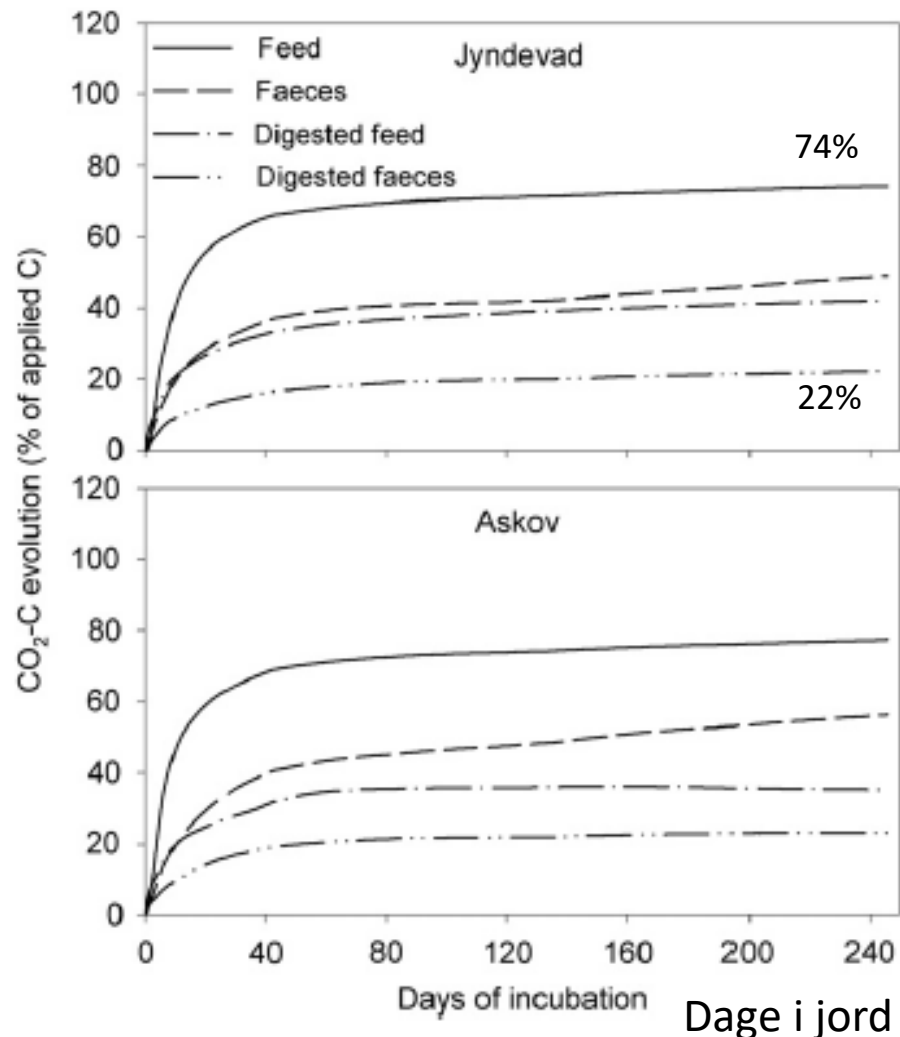 CO₂-C evolution (% of applied C)
120
100
80
60
40
20
0
Feed
Faeces
Digested feed
Digested faeces
Jyndevad
74%
22%
120
100
80
60
40
20
0
Askov
0 40 80 120 160 200 240
Days of incubation
Dage i jord